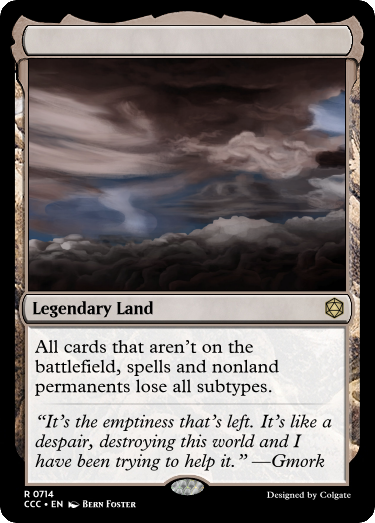 Legendary Land
All cards that aren't on the
battlefield, spells and nonland
permanents lose all subtypes.
"It's the emptiness that's left. It's like a
despair, destroying this world and I
have been trying to help it." —Gmork
R 0714
CCC • EN Bern Foster
Designed by Colgate